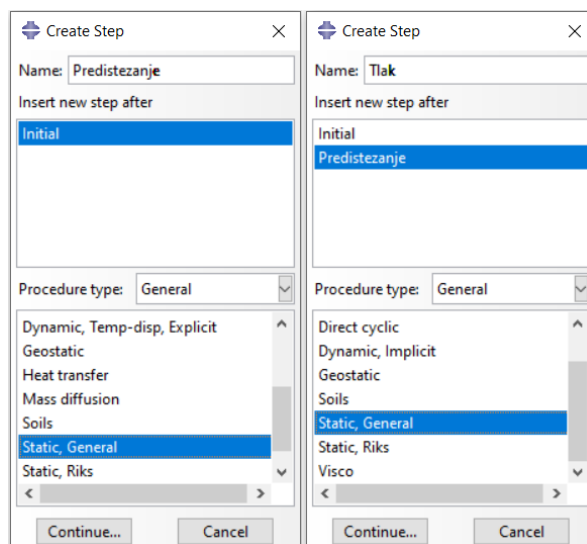 Create Step
Name: Predistezanje
Insert new step after
Initial
Procedure type: General
Dynamic, Temp-disp, Explicit
Geostatic
Heat transfer
Mass diffusion
Soils
Static, General
Static, Riks
Continue... Cancel
Create Step
Name: Tlak
Insert new step after
Initial
Predistezanje
Procedure type: General
Direct cyclic
Dynamic, Implicit
Geostatic
Soils
Static, General
Static, Riks
Visco
Continue... Cancel